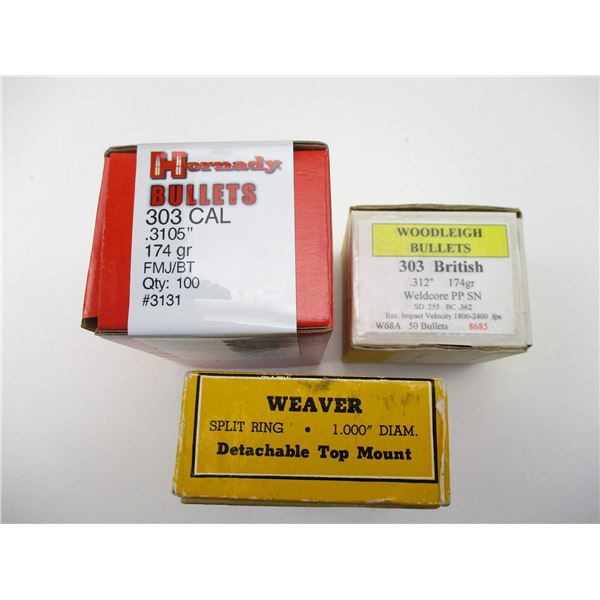 Hornady
BULLETS
303 CAL
.3105"
174 gr
FMJ/BT
Qty: 100
#3131
WOODLEIGH
BULLETS
303 British
.312" 174gr
Weldcore PP SN
SD .255 BC .362
Rec. Impact Velocity 1800-2400 fps
W68A 50 Bullets 8685
WEAVER
SPLIT RING • 1.000" DIAM.
Detachable Top Mount